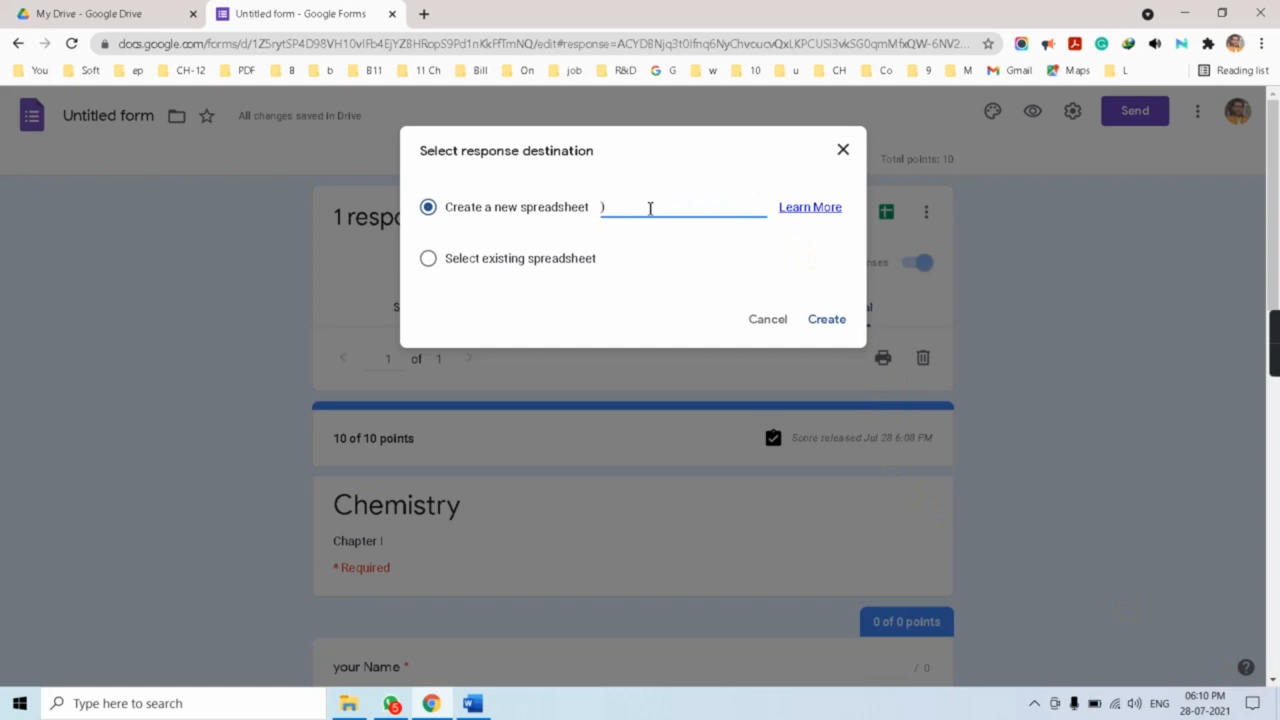 My Drive - Google Drive
Untitled form - Google Forms
docs.google.com/forms/d/1Z5rytSP4D98VH10vIFb4EjYZ8HRopS9Pd1nKkFfTmNQ/edit#response=ACYDBNjq3t0Ifnq6NyChvcucvQxLKPCUSi3vkSG0qmMfxQW-6NV2...
You Soft ep CH-12 PDF 8 b B11 11 Ch Bill On job R&D G w 10 u CH Co 9 M Gmail Maps L Reading list
Untitled form All changes saved in Drive Send
Total points: 10
Select response destination
Create a new spreadsheet ) Learn More
Select existing spreadsheet
Cancel Create
1 of 1
10 of 10 points Score released Jul 28 6:08 PM
Chemistry
Chapter I
* Required
0 of 0 points
your Name * / 0
Type here to search 5 ENG 06:10 PM
28-07-2021